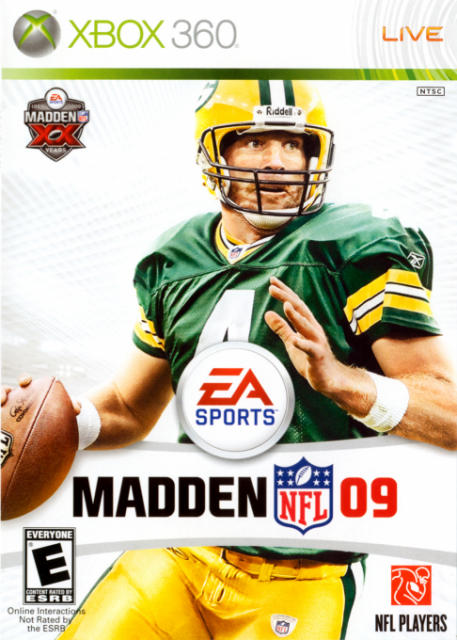 XBOX 360
LIVE
NTSC
EA
MADDEN NFL
XX
YEARS
Riddell
4
EA
SPORTS
MADDEN NFL 09
EVERYONE
E
CONTENT RATED BY
ESRB
Online Interactions
Not Rated by
the ESRB
NFL PLAYERS